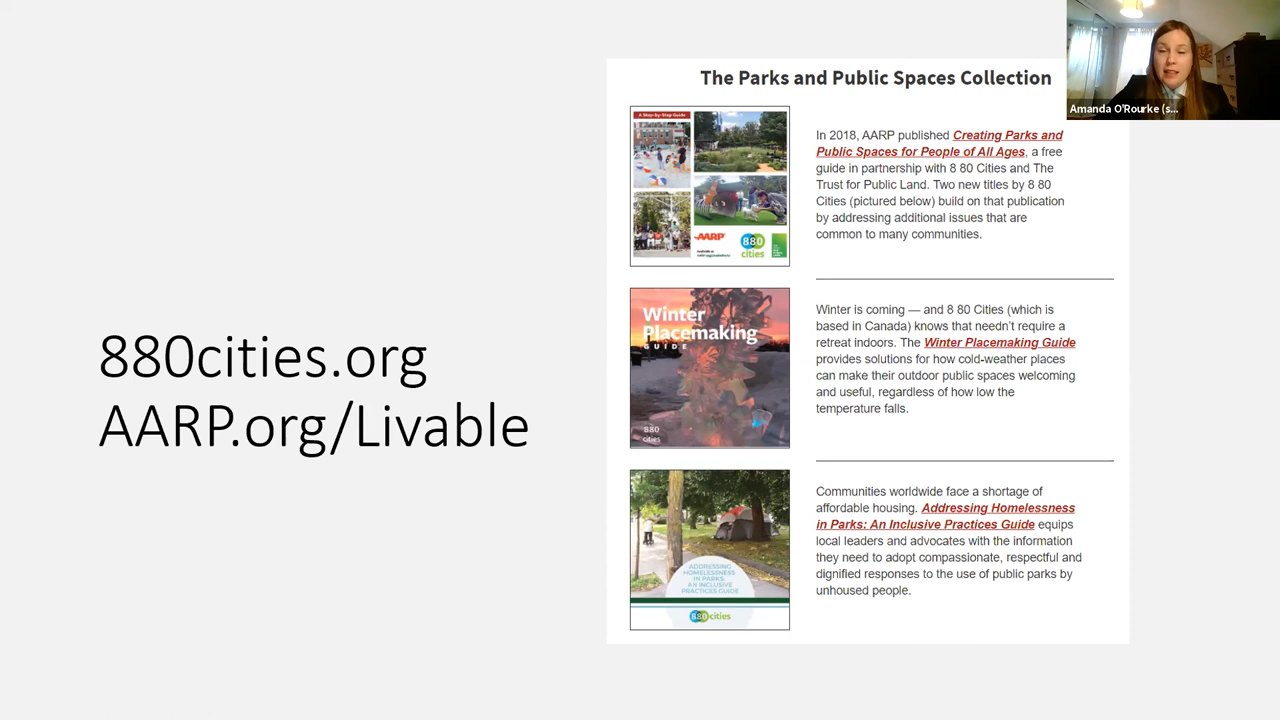 880cities.org
AARP.org/Livable
The Parks and Public Spaces Collection
A Step-by-Step Guide
AARP
880
cities
In 2018, AARP published Creating Parks and
Public Spaces for People of All Ages, a free
guide in partnership with 8 80 Cities and The
Trust for Public Land. Two new titles by 8 80
Cities (pictured below) build on that publication
by addressing additional issues that are
common to many communities.
Winter
Placemaking
GUIDE
880
cities
Winter is coming — and 8 80 Cities (which is
based in Canada) knows that needn't require a
retreat indoors. The Winter Placemaking Guide
provides solutions for how cold-weather places
can make their outdoor public spaces welcoming
and useful, regardless of how low the
temperature falls.
ADDRESSING
HOMELESSNESS
IN PARKS:
AN INCLUSIVE
PRACTICES GUIDE
880cities
Communities worldwide face a shortage of
affordable housing. Addressing Homelessness
in Parks: An Inclusive Practices Guide equips
local leaders and advocates with the information
they need to adopt compassionate, respectful and
dignified responses to the use of public parks by
unhoused people.
Amanda O'Rourke (s...